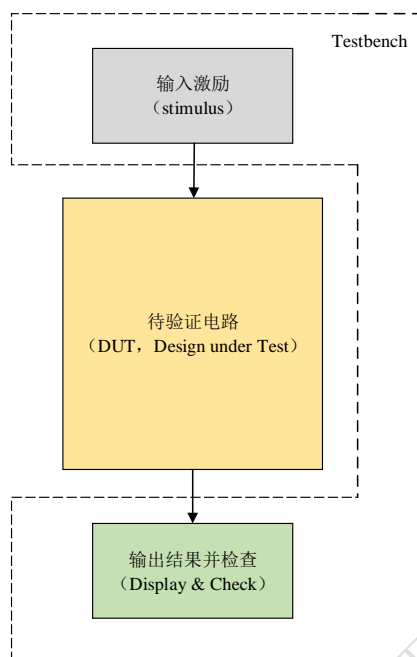 Testbench
输入激励
（stimulus）
待验证电路
（DUT，Design under Test）
输出结果并检查
（Display & Check）